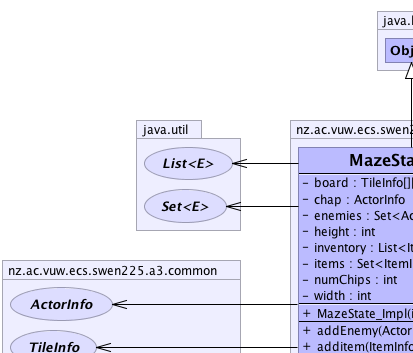 java.l
Obj
java.util
List<E>
Set<E>
nz.ac.vuw.ecs.swen2
MazeSta
- board : TileInfo[][
- chap : ActorInfo
- enemies : Set<Ac
- height : int
- inventory : List<It
- items : Set<ItemI
- numChips : int
- width : int
+ MazeState_Impl(i
+ addEnemy(Actor
+ additem(ItemInfo
nz.ac.vuw.ecs.swen225.a3.common
ActorInfo
TileInfo